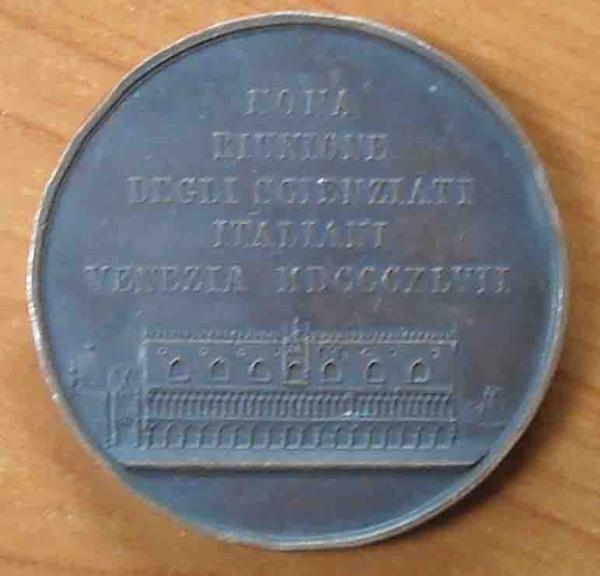 NONA
RIUNIONE
DEGLI SCIENZIATI
ITALIANI
VENEZIA MDCCCXLVII